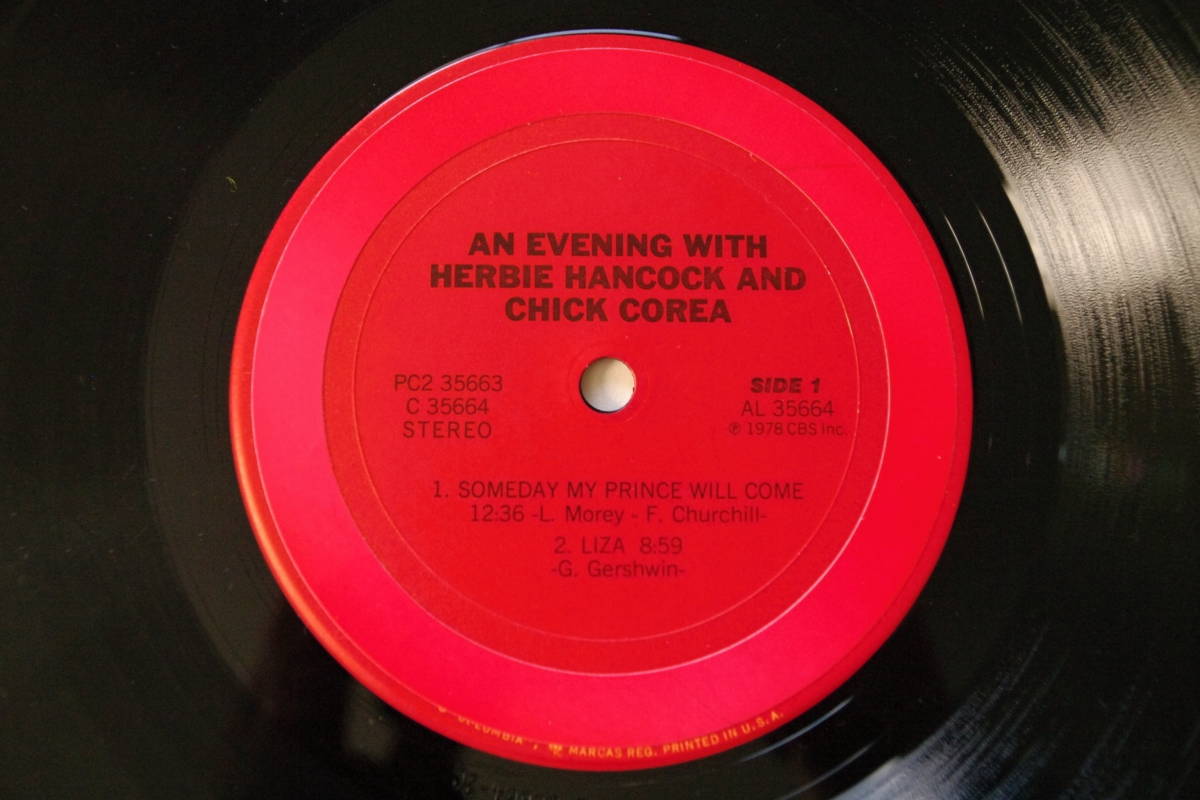 AN EVENING WITH
HERBIE HANCOCK AND
CHICK COREA
PC2 35663
C 35664
STEREO
SIDE 1
AL 35664
℗ 1978 CBS Inc.
1. SOMEDAY MY PRINCE WILL COME
12:36 -L. Morey - F. Churchill-
2. LIZA 8:59
-G. Gershwin-
MARCAS REG. PRINTED IN U.S.A.